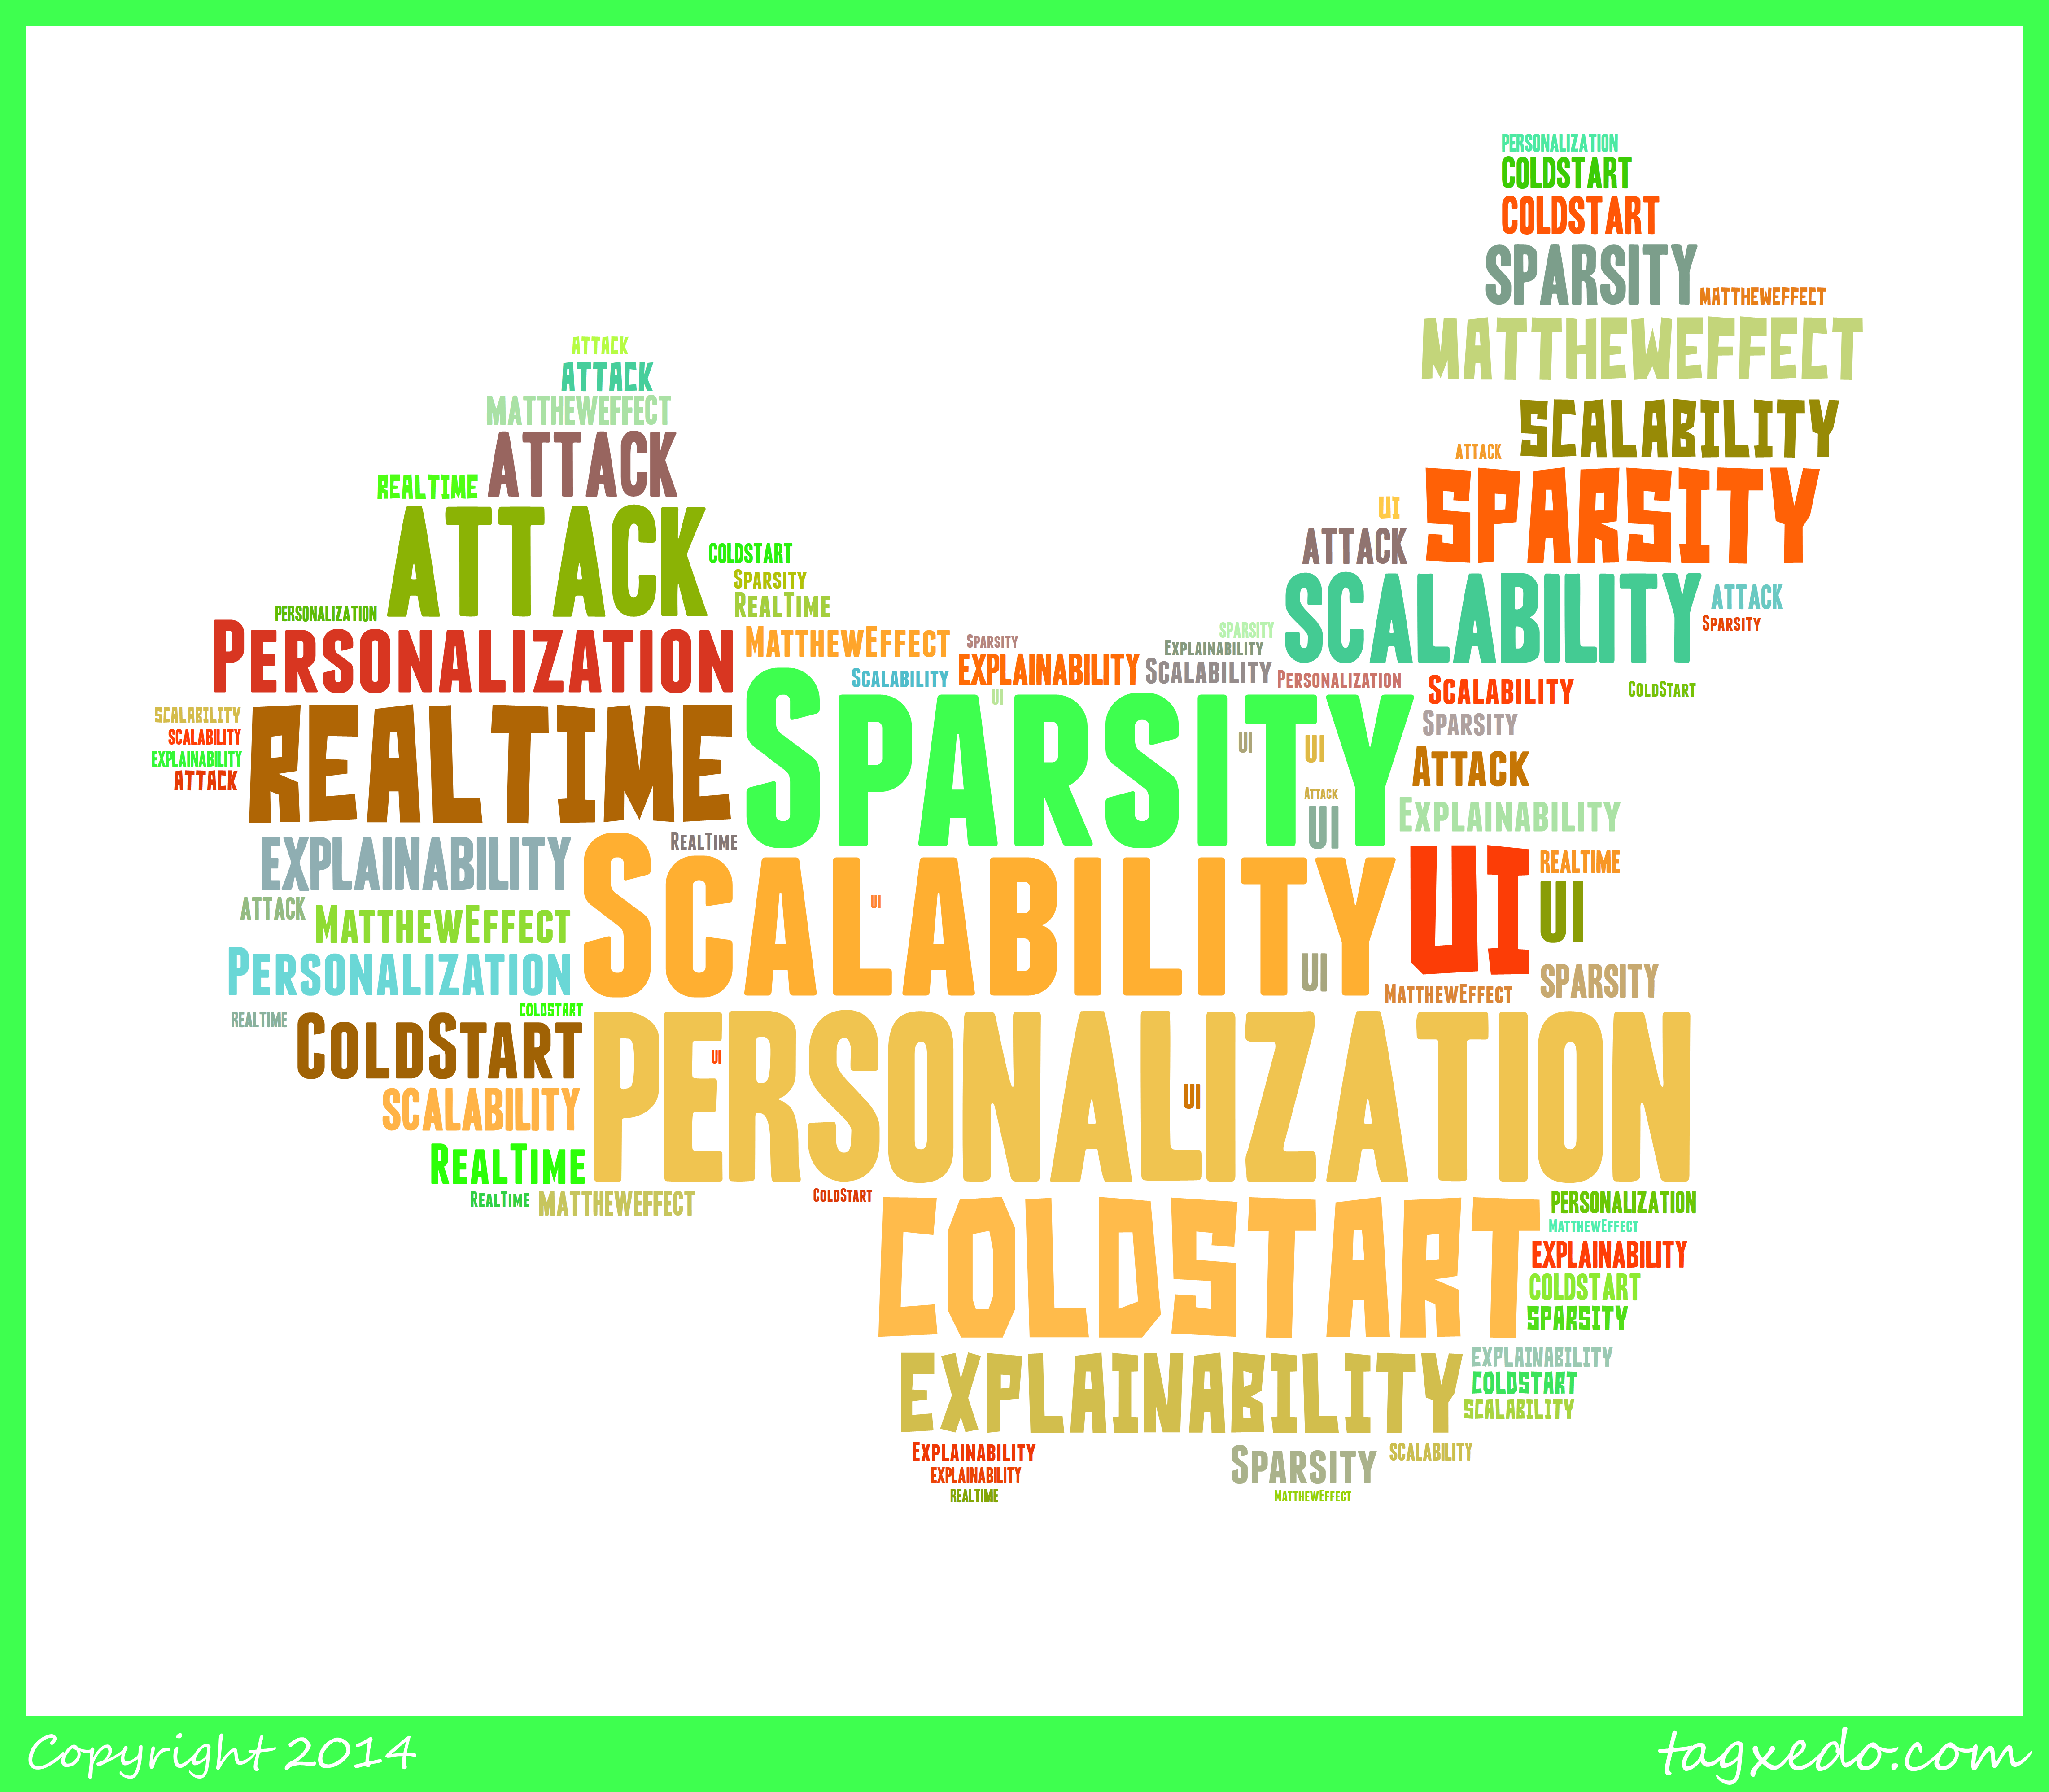 PERSONALIZATION
COLDSTART
COLDSTART
SPARSITY
MATTHEWEFFECT
MATTHEWEFFECT
ATTACK
ATTACK
MATTHEWEFFECT
SCALABILITY
ATTACK
ATTACK
REALTIME
SPARSITY
UI
ATTACK
ATTACK
COLDSTART
SPARSITY
REALTIME
SCALABILITY
ATTACK
SPARSITY
PERSONALIZATION
PERSONALIZATION
MATTHEWEFFECT
SPARSITY
EXPLAINABILITY
SPARSITY
EXPLAINABILITY
SCALABILITY
SCALABILITY
PERSONALIZATION
SCALABILITY
COLDSTART
SCALABILITY
SCALABILITY
EXPLAINABILITY
ATTACK
REALTIME
SPARSITY
UI
UI
UI
ATTACK
UI
SPARSITY
ATTACK
EXPLAINABILITY
EXPLAINABILITY
REALTIME
ATTACK
MATTHEWEFFECT
PERSONALIZATION
SCALABILITY
UI
UI
UI
REALTIME
UI
SPARSITY
MATTHEWEFFECT
REALTIME
COLDSTART
COLDSTART
SCALABILITY
REALTIME
REALTIME
MATTHEWEFFECT
PERSONALIZATION
UI
UI
COLDSTART
COLDSTART
PERSONALIZATION
MATTHEWEFFECT
EXPLAINABILITY
COLDSTART
SPARSITY
EXPLAINABILITY
EXPLAINABILITY
COLDSTART
SCALABILITY
EXPLAINABILITY
EXPLAINABILITY
REALTIME
SPARSITY
SCALABILITY
MATTHEWEFFECT
Copyright 2014
tagxedo.com